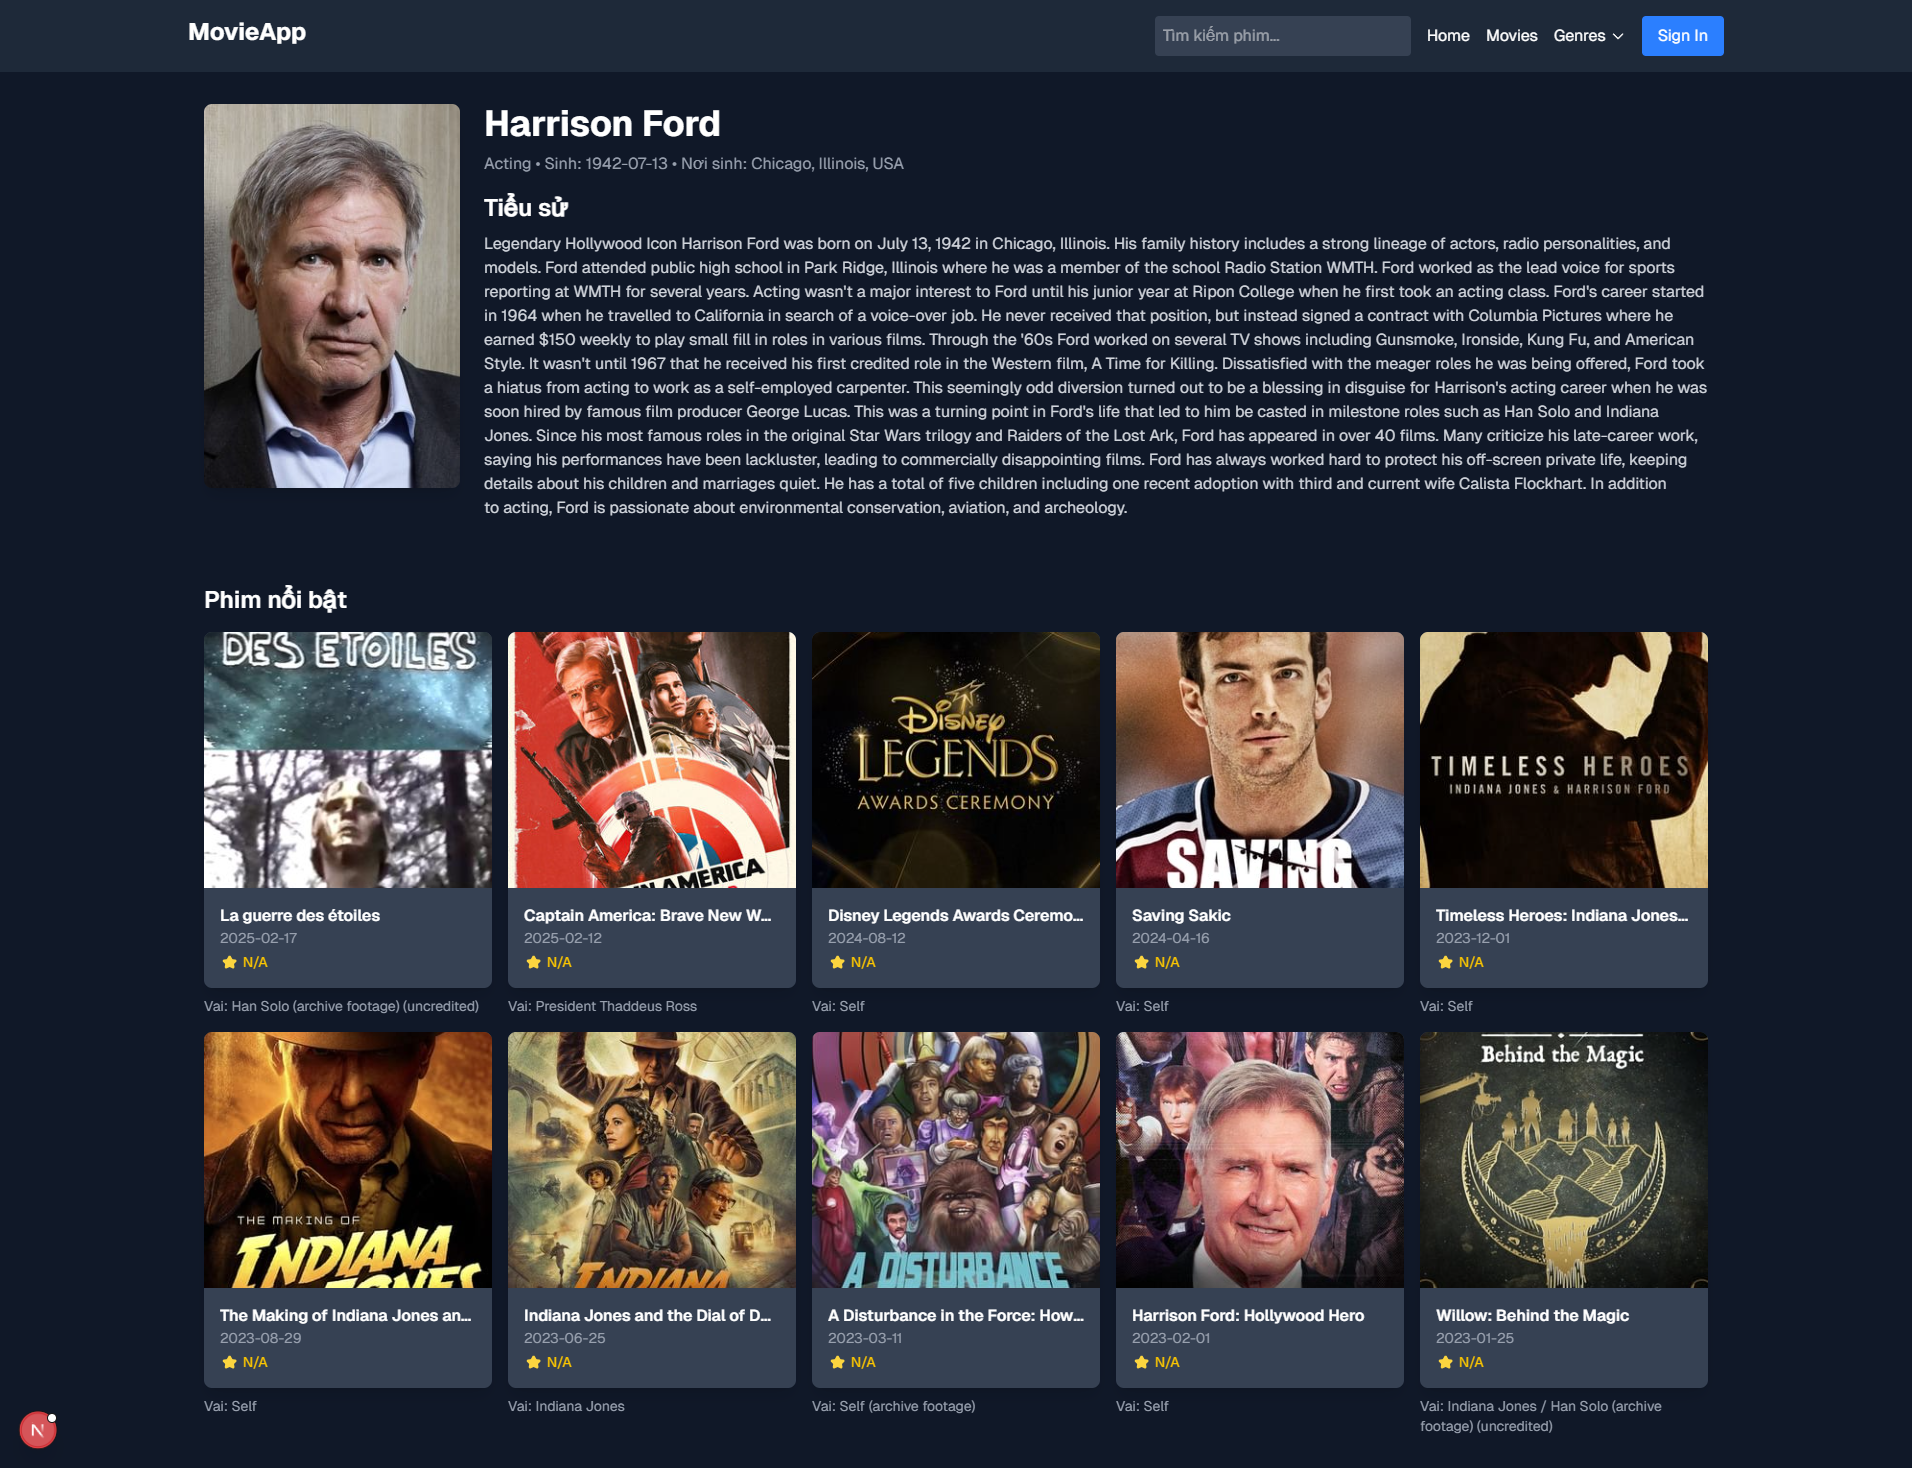 MovieApp
Tìm kiếm phim...
Home
Movies
Genres
Sign In
Harrison Ford
Acting • Sinh: 1942-07-13 • Nơi sinh: Chicago, Illinois, USA
Tiểu sử
Legendary Hollywood Icon Harrison Ford was born on July 13, 1942 in Chicago, Illinois. His family history includes a strong lineage of actors, radio personalities, and
models. Ford attended public high school in Park Ridge, Illinois where he was a member of the school Radio Station WMTH. Ford worked as the lead voice for sports
reporting at WMTH for several years. Acting wasn't a major interest to Ford until his junior year at Ripon College when he first took an acting class. Ford's career started
in 1964 when he travelled to California in search of a voice-over job. He never received that position, but instead signed a contract with Columbia Pictures where he
earned $150 weekly to play small fill in roles in various films. Through the '60s Ford worked on several TV shows including Gunsmoke, Ironside, Kung Fu, and American
Style. It wasn't until 1967 that he received his first credited role in the Western film, A Time for Killing. Dissatisfied with the meager roles he was being offered, Ford took
a hiatus from acting to work as a self-employed carpenter. This seemingly odd diversion turned out to be a blessing in disguise for Harrison's acting career when he was
soon hired by famous film producer George Lucas. This was a turning point in Ford's life that led to him be casted in milestone roles such as Han Solo and Indiana
Jones. Since his most famous roles in the original Star Wars trilogy and Raiders of the Lost Ark, Ford has appeared in over 40 films. Many criticize his late-career work,
saying his performances have been lackluster, leading to commercially disappointing films. Ford has always worked hard to protect his off-screen private life, keeping
details about his children and marriages quiet. He has a total of five children including one recent adoption with third and current wife Calista Flockhart. In addition
to acting, Ford is passionate about environmental conservation, aviation, and archeology.
Phim nổi bật
DES ETOILES
La guerre des étoiles
2025-02-17
N/A
Vai: Han Solo (archive footage) (uncredited)
AMERICA
Captain America: Brave New W...
2025-02-12
N/A
Vai: President Thaddeus Ross
DISNEY
LEGENDS
AWARDS CEREMONY
Disney Legends Awards Ceremo...
2024-08-12
N/A
Vai: Self
SAVING
Saving Sakic
2024-04-16
N/A
Vai: Self
TIMELESS HEROES
INDIANA JONES & HARRISON FORD
Timeless Heroes: Indiana Jones...
2023-12-01
N/A
Vai: Self
THE MAKING OF
INDIANA
JONES
The Making of Indiana Jones an...
2023-08-29
N/A
Vai: Self
INDIANA
Indiana Jones and the Dial of D...
2023-06-25
N/A
Vai: Indiana Jones
A DISTURBANCE
A Disturbance in the Force: How...
2023-03-11
N/A
Vai: Self (archive footage)
Harrison Ford: Hollywood Hero
2023-02-01
N/A
Vai: Self
Behind the Magic
Willow: Behind the Magic
2023-01-25
N/A
Vai: Indiana Jones / Han Solo (archive
footage) (uncredited)
N